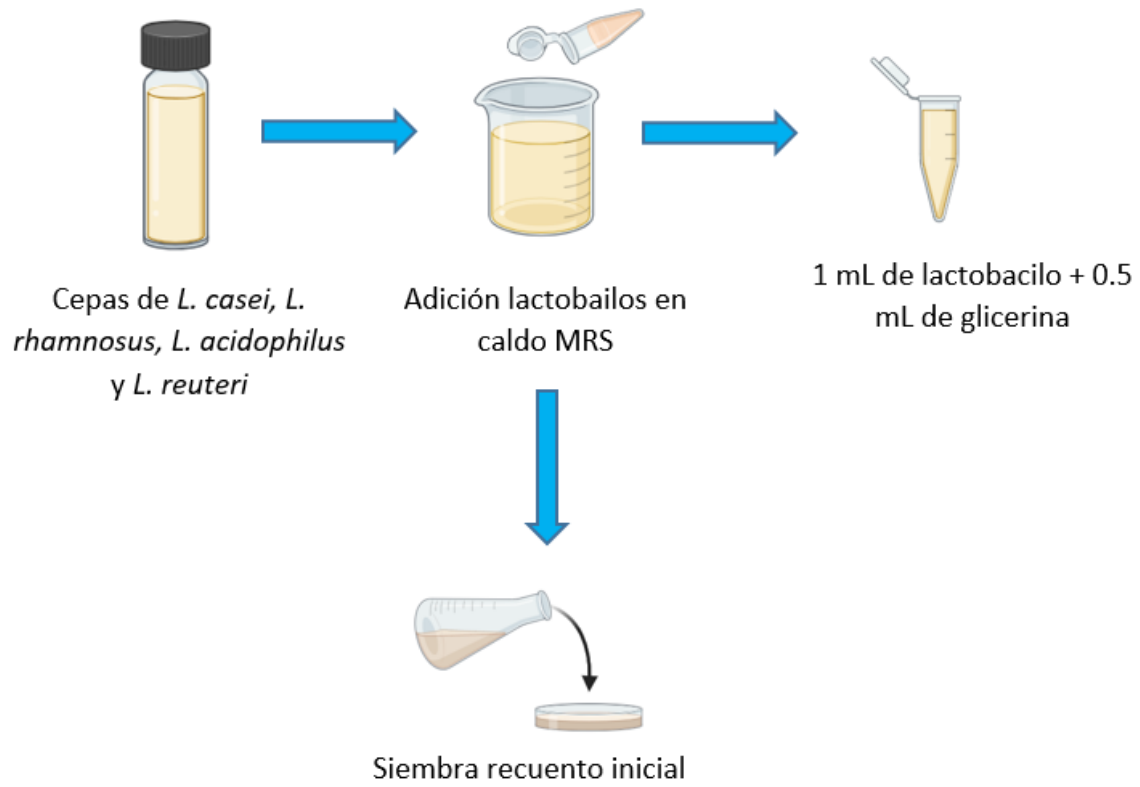 Cepas de L. casei, L.
rhamnosus, L. acidophilus
y L. reuteri
Adición lactobailos en
caldo MRS
1 mL de lactobacilo + 0.5
mL de glicerina
Siembra recuento inicial